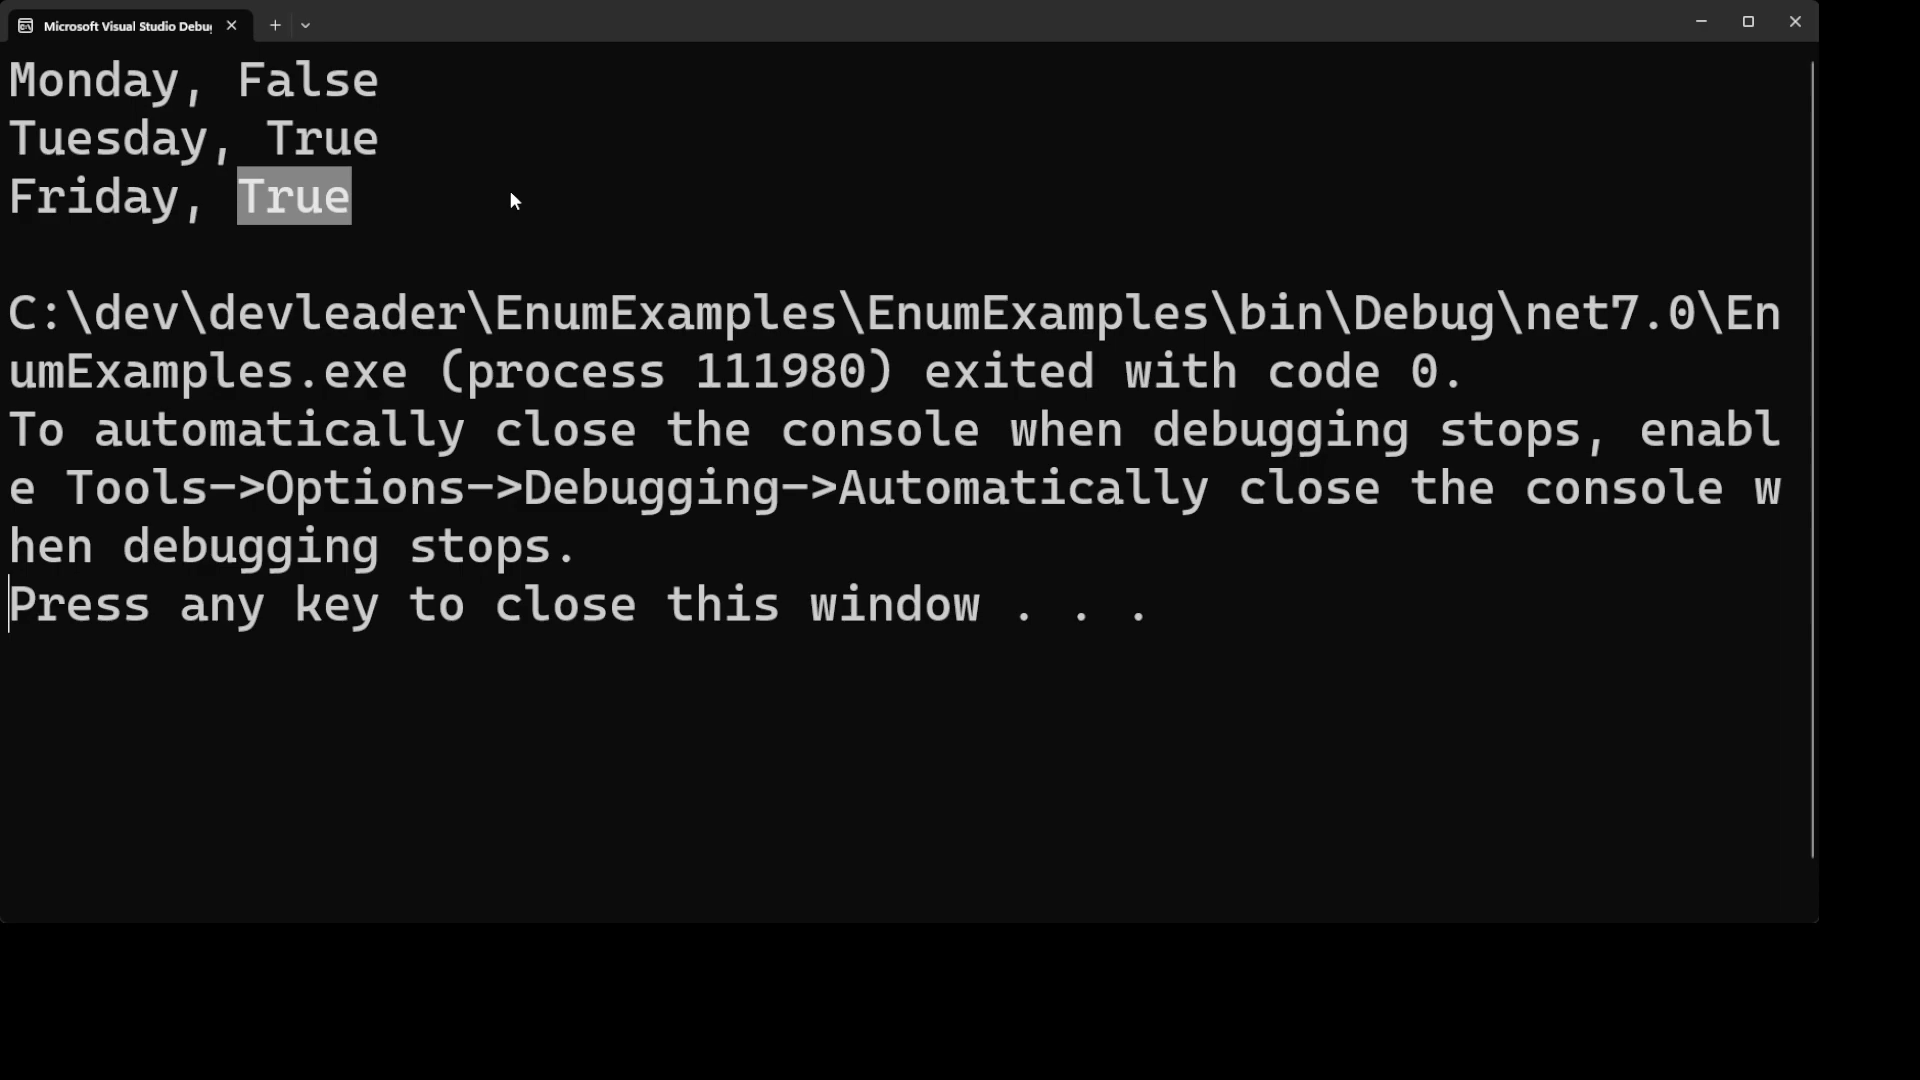 Microsoft Visual Studio Debu
Monday, False
Tuesday, True
Friday, True
C:\dev\devleader\EnumExamples\EnumExamples\bin\Debug\net7.0\En
umExamples.exe (process 111980) exited with code 0.
To automatically close the console when debugging stops, enabl
e Tools->Options->Debugging->Automatically close the console w
hen debugging stops.
Press any key to close this window . . .